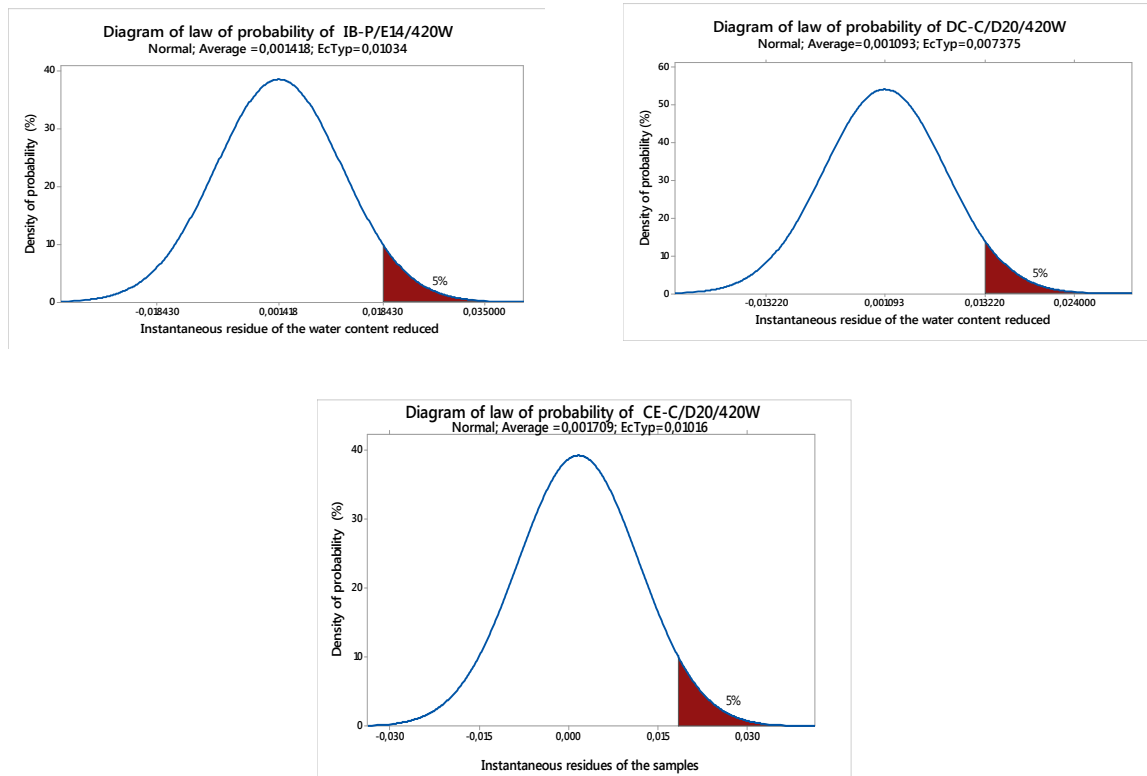 Diagram of law of probability of IB-P/E14/420W
Normal; Average =0,001418; EcTyp=0,01034
40
30
20
10
0
Density of probability (%)
5%
-0,018430
0,001418
0,018430
0,035000
Instantaneous residue of the water content reduced
Diagram of law of probability of DC-C/D20/420W
Normal; Average=0,001093; EcTyp=0,007375
60
50
40
30
20
10
0
Density of probability (%)
5%
-0,013220
0,001093
0,013220
0,024000
Instantaneous residue of the water content reduced
Diagram of law of probability of CE-C/D20/420W
Normal; Average =0,001709; EcTyp=0,01016
40
30
20
10
0
Density of probability (%)
5%
-0,030
-0,015
0,000
0,015
0,030
Instantaneous residues of the samples